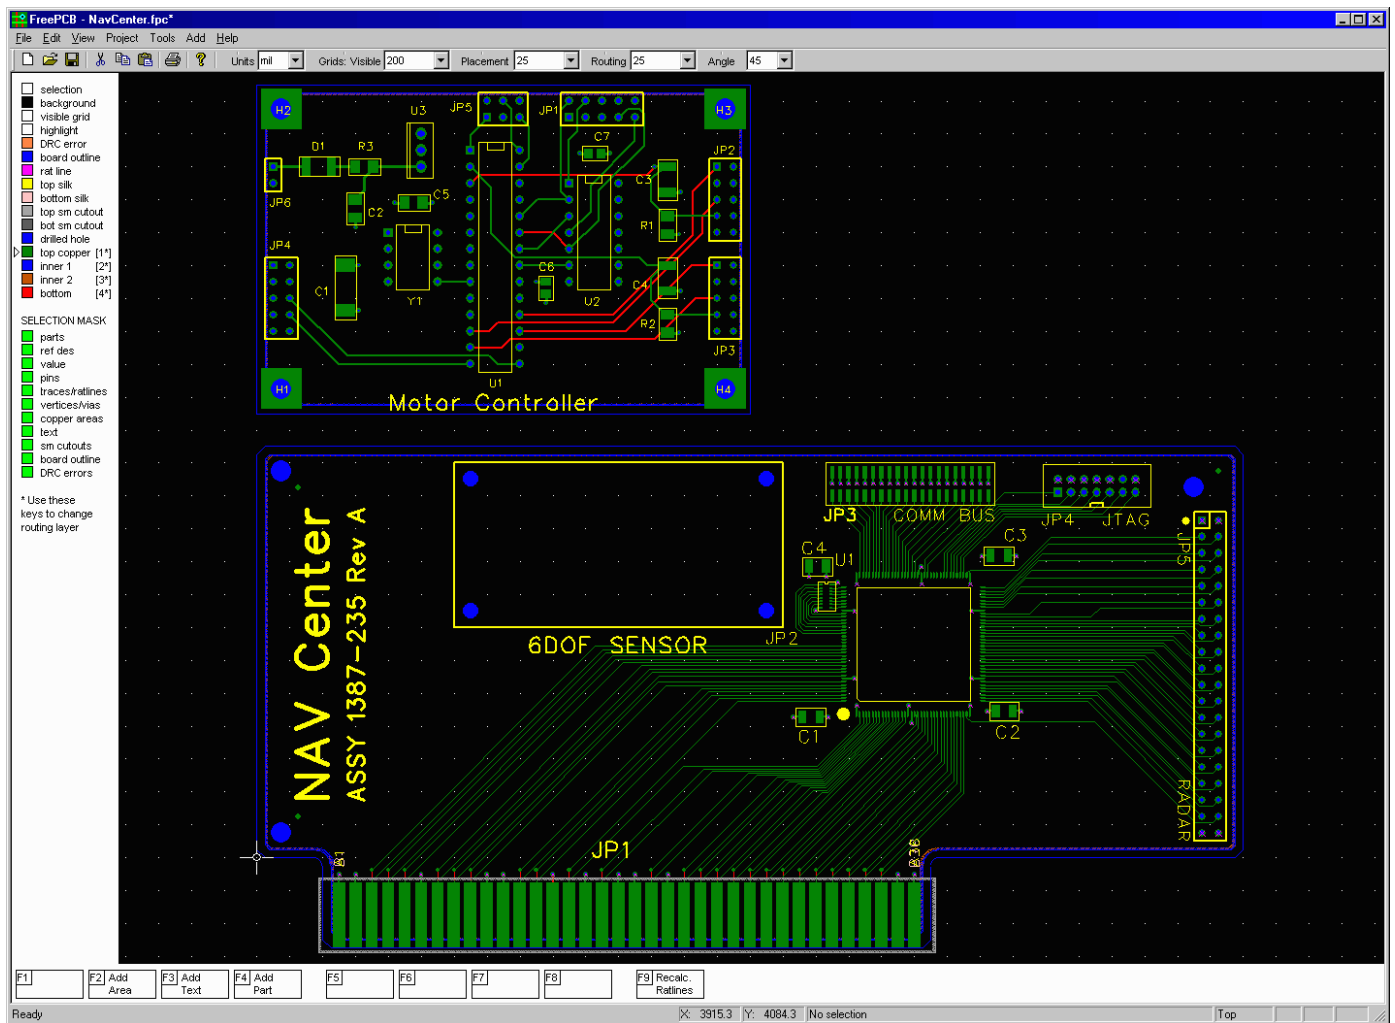 FreePCB - NavCenter.fpc*
File Edit View Project Tools Add Help
Units mil Grids: Visible 200 Placement 25 Routing 25 Angle 45
selection
background
visible grid
highlight
DRC error
board outline
rat line
top silk
bottom silk
top sm cutout
bot sm cutout
drilled hole
top copper [1*]
inner 1 [2*]
inner 2 [3*]
bottom [4*]
SELECTION MASK
parts
ref des
value
pins
traces/ratlines
vertices/vias
copper areas
text
sm cutouts
board outline
DRC errors
* Use these
keys to change
routing layer
H2
U3
JP5
JP1
H3
C7
D1
R3
JP2
C3
JP6
C2
C5
R1
JP4
C1
Y1
C6
U2
C4
R2
JP3
U1
H1
H4
Motor Controller
NAV Center
ASSY 1387-235 Rev A
6DOF SENSOR
JP3
COMM BUS
JP4
JTAG
JP5
C4
U1
C3
JP2
C1
C2
RADAR
JP1
F1
F2 Add
Area
F3 Add
Text
F4 Add
Part
F5
F6
F7
F8
F9 Recalc.
Ratlines
Ready
X: 3915.3 Y: 4084.3 No selection
Top